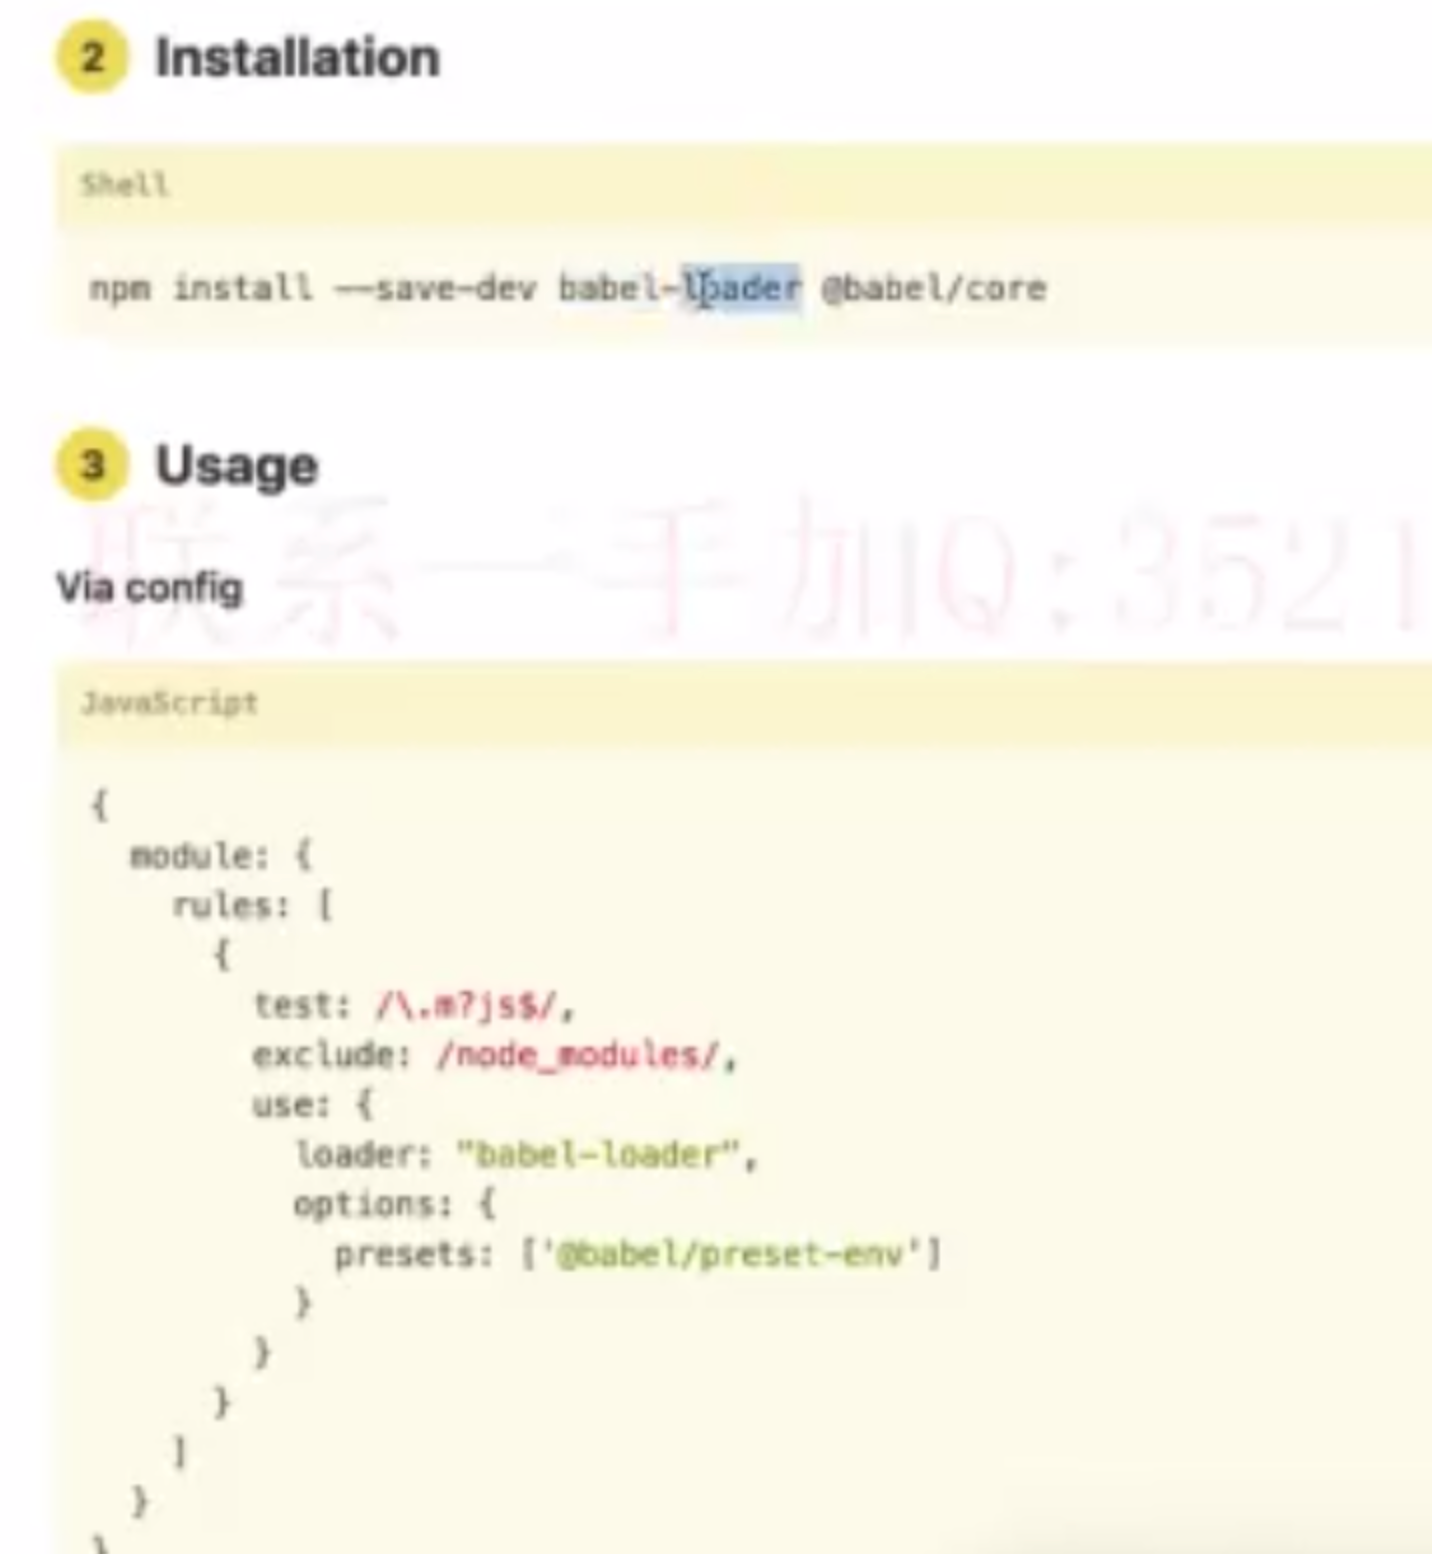 2 Installation
Shell
npm install --save-dev babel-loader @babel/core
3 Usage
联系一手加IQ:3521
Via config
JavaScript
{
  module: {
    rules: [
      {
        test: /\.m?js$/,
        exclude: /node_modules/,
        use: {
          loader: "babel-loader",
          options: {
            presets: ['@babel/preset-env']
          }
        }
      }
    ]
  }
}